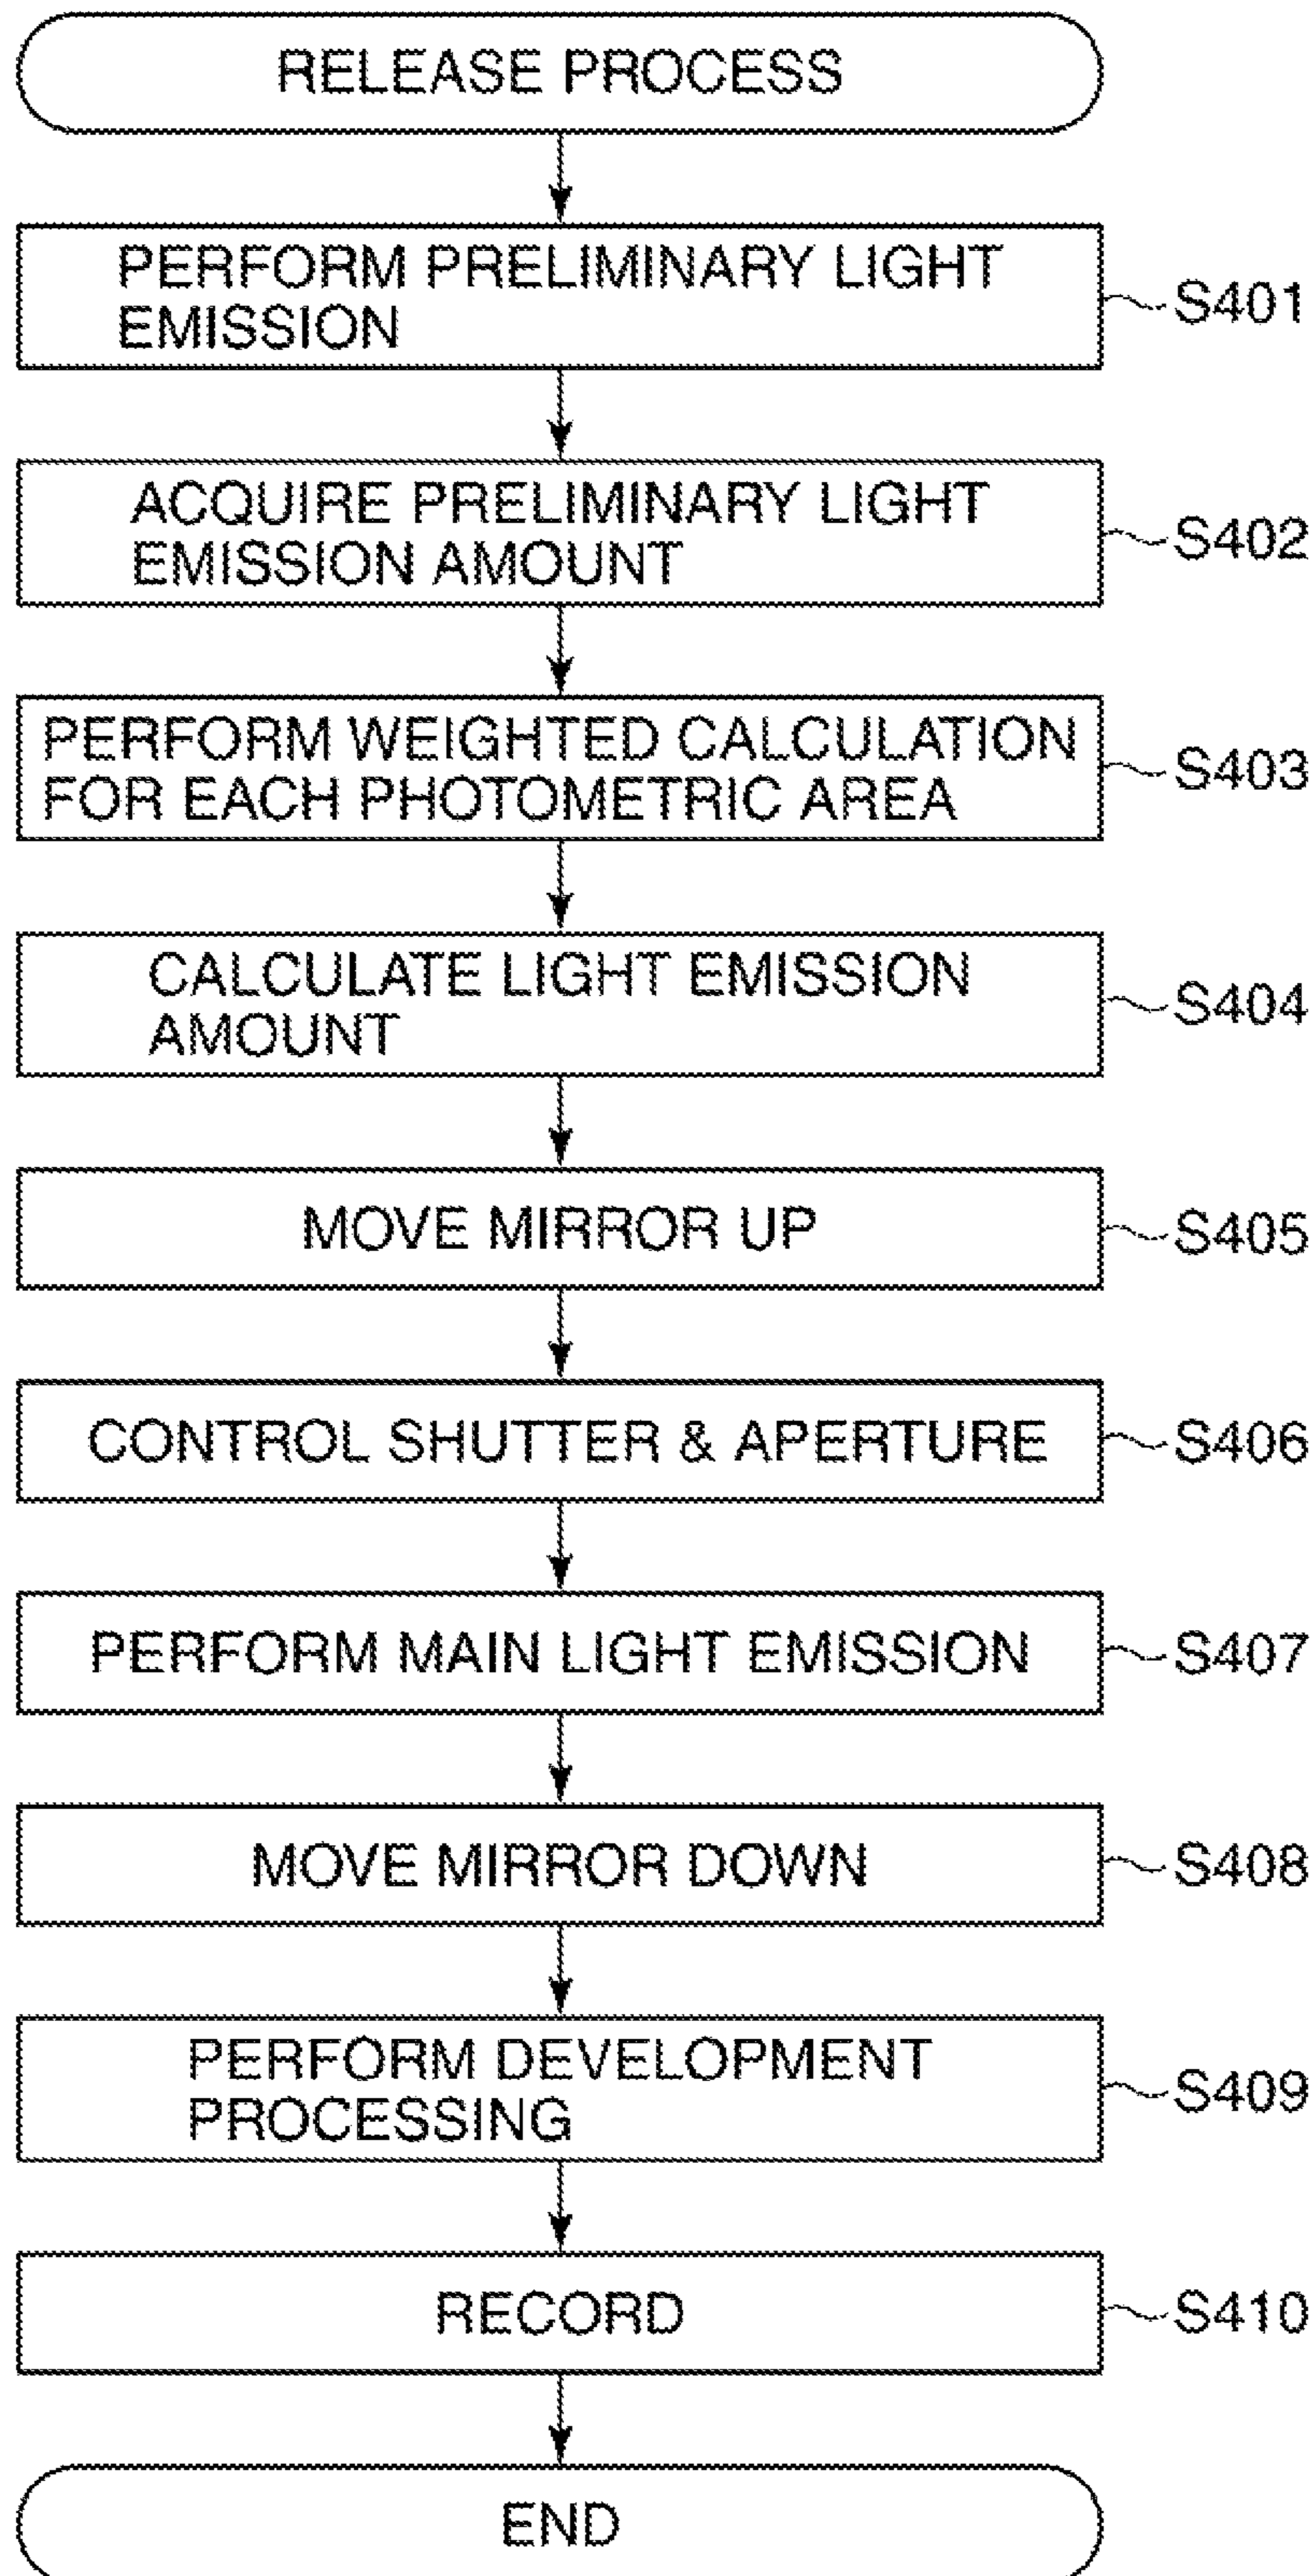 RELEASE PROCESS
PERFORM PRELIMINARY LIGHT
EMISSION
S401
ACQUIRE PRELIMINARY LIGHT
EMISSION AMOUNT
S402
PERFORM WEIGHTED CALCULATION
FOR EACH PHOTOMETRIC AREA
S403
CALCULATE LIGHT EMISSION
AMOUNT
S404
MOVE MIRROR UP
S405
CONTROL SHUTTER & APERTURE
S406
PERFORM MAIN LIGHT EMISSION
S407
MOVE MIRROR DOWN
S408
PERFORM DEVELOPMENT
PROCESSING
S409
RECORD
S410
END